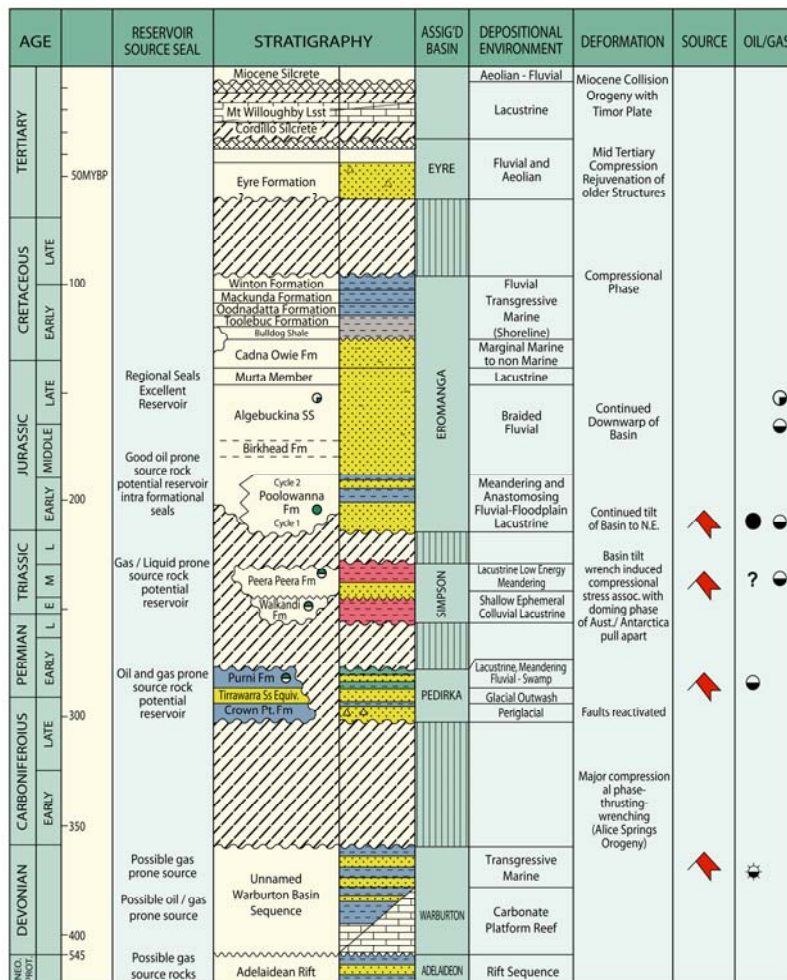 AGE
RESERVOIR
SOURCE SEAL
STRATIGRAPHY
ASSIG'D
BASIN
DEPOSITIONAL
ENVIRONMENT
DEFORMATION
SOURCE
OIL/GAS
TERTIARY
CRETACEOUS
LATE
EARLY
JURASSIC
LATE
MIDDLE
EARLY
TRIASSIC
L
M
E
PERMIAN
L
EARLY
CARBONIFEROIUS
LATE
EARLY
DEVONIAN
NEO.
PROT.
50MYBP
100
200
300
350
400
545
Regional Seals
Excellent
Reservoir
Good oil prone
source rock
potential reservoir
intra formational
seals
Gas / Liquid prone
source rock
potential
reservoir
Oil and gas prone
source rock
potential
reservoir
Possible gas
prone source
Possible oil / gas
prone source
Possible gas
source rocks
Miocene Silcrete
Mt Willoughby Lsst
Cordillo Silcrete
Eyre Formation
? ?
Winton Formation
Mackunda Formation
Oodnadatta Formation
Toolebuc Formation
Bulldog Shale
Cadna Owie Fm
Murta Member
Algebuckina SS
Birkhead Fm
Cycle 2
Poolowanna
Fm
Cycle 1
Peera Peera Fm
Walkandi
Fm
Purni Fm
Tirrawarra Ss Equiv.
Crown Pt. Fm
Unnamed
Warburton Basin
Sequence
Adelaidean Rift
EYRE
EROMANGA
SIMPSON
PEDIRKA
WARBURTON
ADELAIDEON
Aeolian - Fluvial
Lacustrine
Fluvial and
Aeolian
Fluvial
Transgressive
Marine
(Shoreline)
Marginal Marine
to non Marine
Lacustrine
Braided
Fluvial
Meandering and
Anastomosing
Fluvial-Floodplain
Lacustrine
Lacustrine Low Energy
Meandering
Shallow Ephemeral
Colluvial Lacustrine
Lacustrine, Meandering
Fluvial - Swamp
Glacial Outwash
Periglacial
Transgressive
Marine
Carbonate
Platform Reef
Rift Sequence
Miocene Collision
Orogeny with
Timor Plate
Mid Tertiary
Compression
Rejuvenation of
older Structures
Compressional
Phase
Continued
Downwarp of
Basin
Continued tilt
of Basin to N.E.
Basin tilt
wrench induced
compressional
stress assoc. with
doming phase
of Aust./ Antarctica
pull apart
Faults reactivated
Major compression
al phase-
thrusting-
wrenching
(Alice Springs
Orogeny)
?